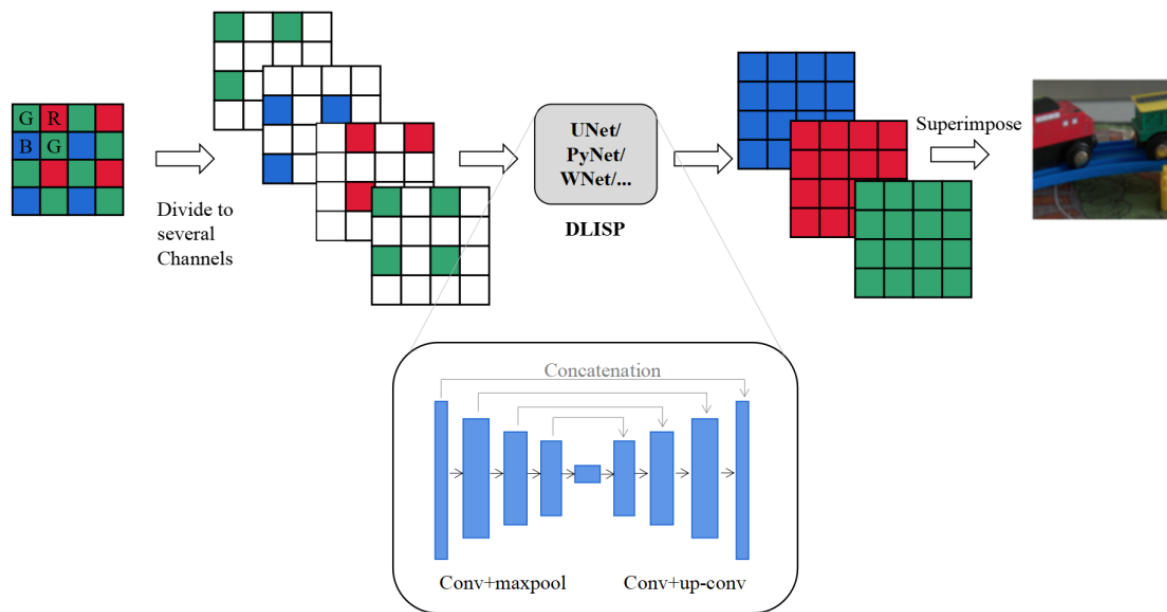 G R
B G
Divide to
several
Channels
UNet/
PyNet/
WNet/...
DLISP
Superimpose
Concatenation
Conv+maxpool
Conv+up-conv